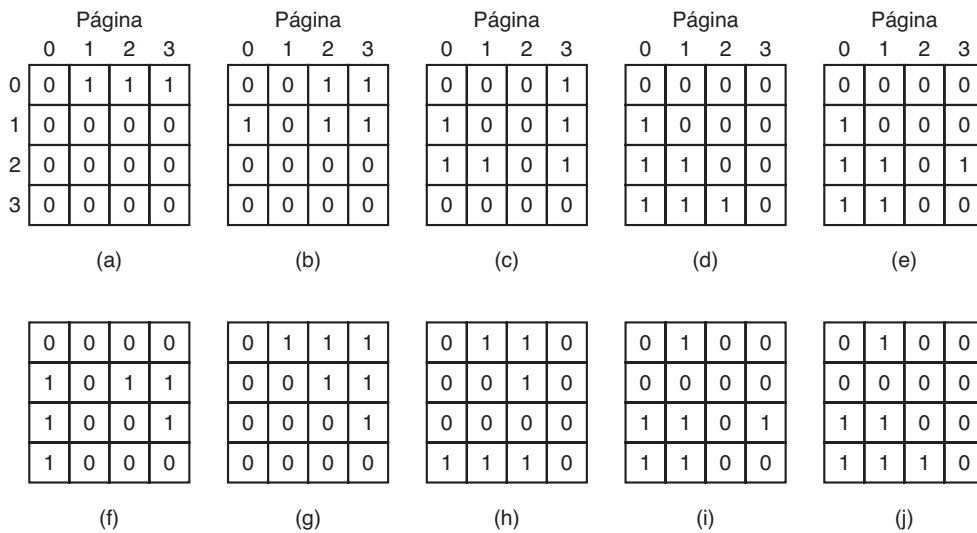 Página Página Página Página Página
0 1 2 3 0 1 2 3 0 1 2 3 0 1 2 3 0 1 2 3
0 0 1 1 1 0 0 1 1 0 0 0 1 0 0 0 0 0 0 0 0
1 0 0 0 0 1 0 1 1 1 0 0 1 1 0 0 0 1 0 0 0
2 0 0 0 0 0 0 0 0 1 1 0 1 1 1 0 0 1 1 0 1
3 0 0 0 0 0 0 0 0 0 0 0 0 1 1 1 0 1 1 0 0
(a) (b) (c) (d) (e)
0 0 0 0 0 1 1 1 0 1 1 0 0 1 0 0 0 1 0 0
1 0 1 1 0 0 1 1 0 0 1 0 0 0 0 0 0 0 0 0
1 0 0 1 0 0 0 1 0 0 0 0 1 1 0 1 1 1 0 0
1 0 0 0 0 0 0 0 1 1 1 0 1 1 0 0 1 1 1 0
(f) (g) (h) (i) (j)